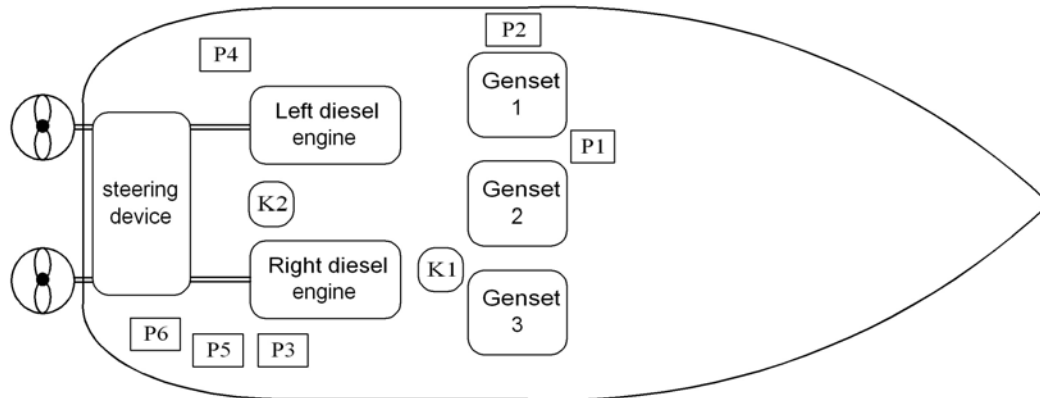 P2
P4
Genset
1
Left diesel
engine
P1
steering
device
K2
Genset
2
Right diesel
engine
K1
Genset
3
P6
P5
P3